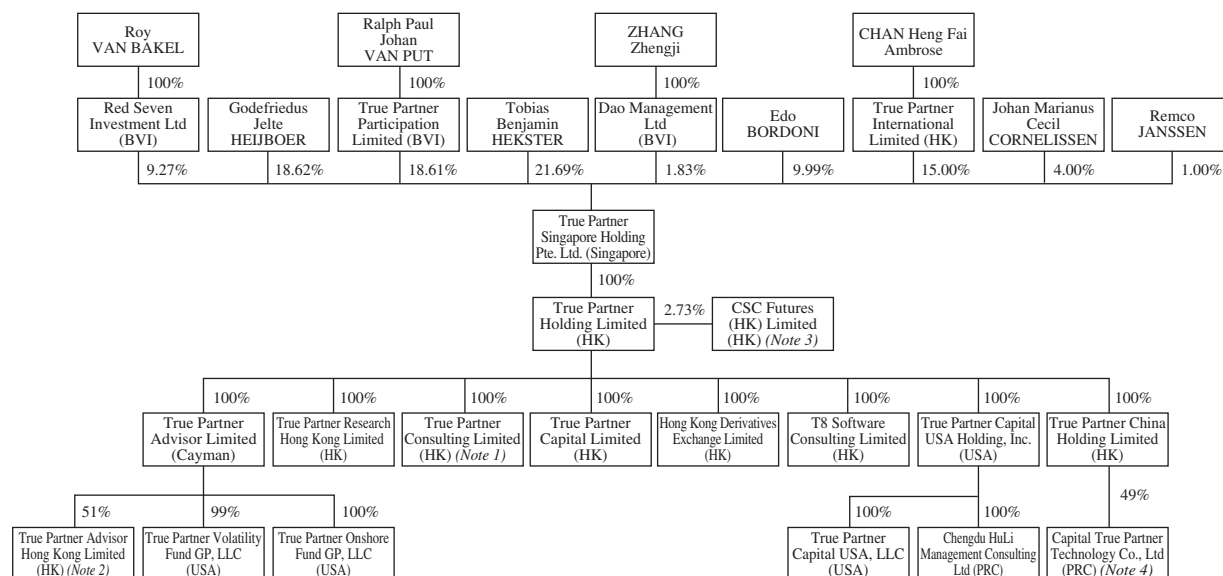 Roy
VAN BAKEL
Ralph Paul
Johan
VAN PUT
ZHANG
Zhengji
CHAN Heng Fai
Ambrose
100%
100%
100%
100%
Red Seven
Investment Ltd
(BVI)
Godefriedus
Jelte
HEIJBOER
True Partner
Participation
Limited (BVI)
Tobias
Benjamin
HEKSTER
Dao Management
Ltd
(BVI)
Edo
BORDONI
True Partner
International
Limited (HK)
Johan Marianus
Cecil
CORNELISSEN
Remco
JANSSEN
9.27%
18.62%
18.61%
21.69%
1.83%
9.99%
15.00%
4.00%
1.00%
True Partner
Singapore Holding
Pte. Ltd. (Singapore)
100%
True Partner
Holding Limited
(HK)
2.73%
CSC Futures
(HK) Limited
(HK) (Note 3)
100%
100%
100%
100%
100%
100%
100%
100%
True Partner
Advisor Limited
(Cayman)
True Partner Research
Hong Kong Limited
(HK)
True Partner
Consulting Limited
(HK) (Note 1)
True Partner
Capital Limited
(HK)
Hong Kong Derivatives
Exchange Limited
(HK)
T8 Software
Consulting Limited
(HK)
True Partner Capital
USA Holding, Inc.
(USA)
True Partner China
Holding Limited
(HK)
51%
99%
100%
100%
100%
49%
True Partner Advisor
Hong Kong Limited
(HK) (Note 2)
True Partner Volatility
Fund GP, LLC
(USA)
True Partner Onshore
Fund GP, LLC
(USA)
True Partner
Capital USA, LLC
(USA)
Chengdu HuLi
Management Consulting
Ltd (PRC)
Capital True Partner
Technology Co., Ltd
(PRC) (Note 4)